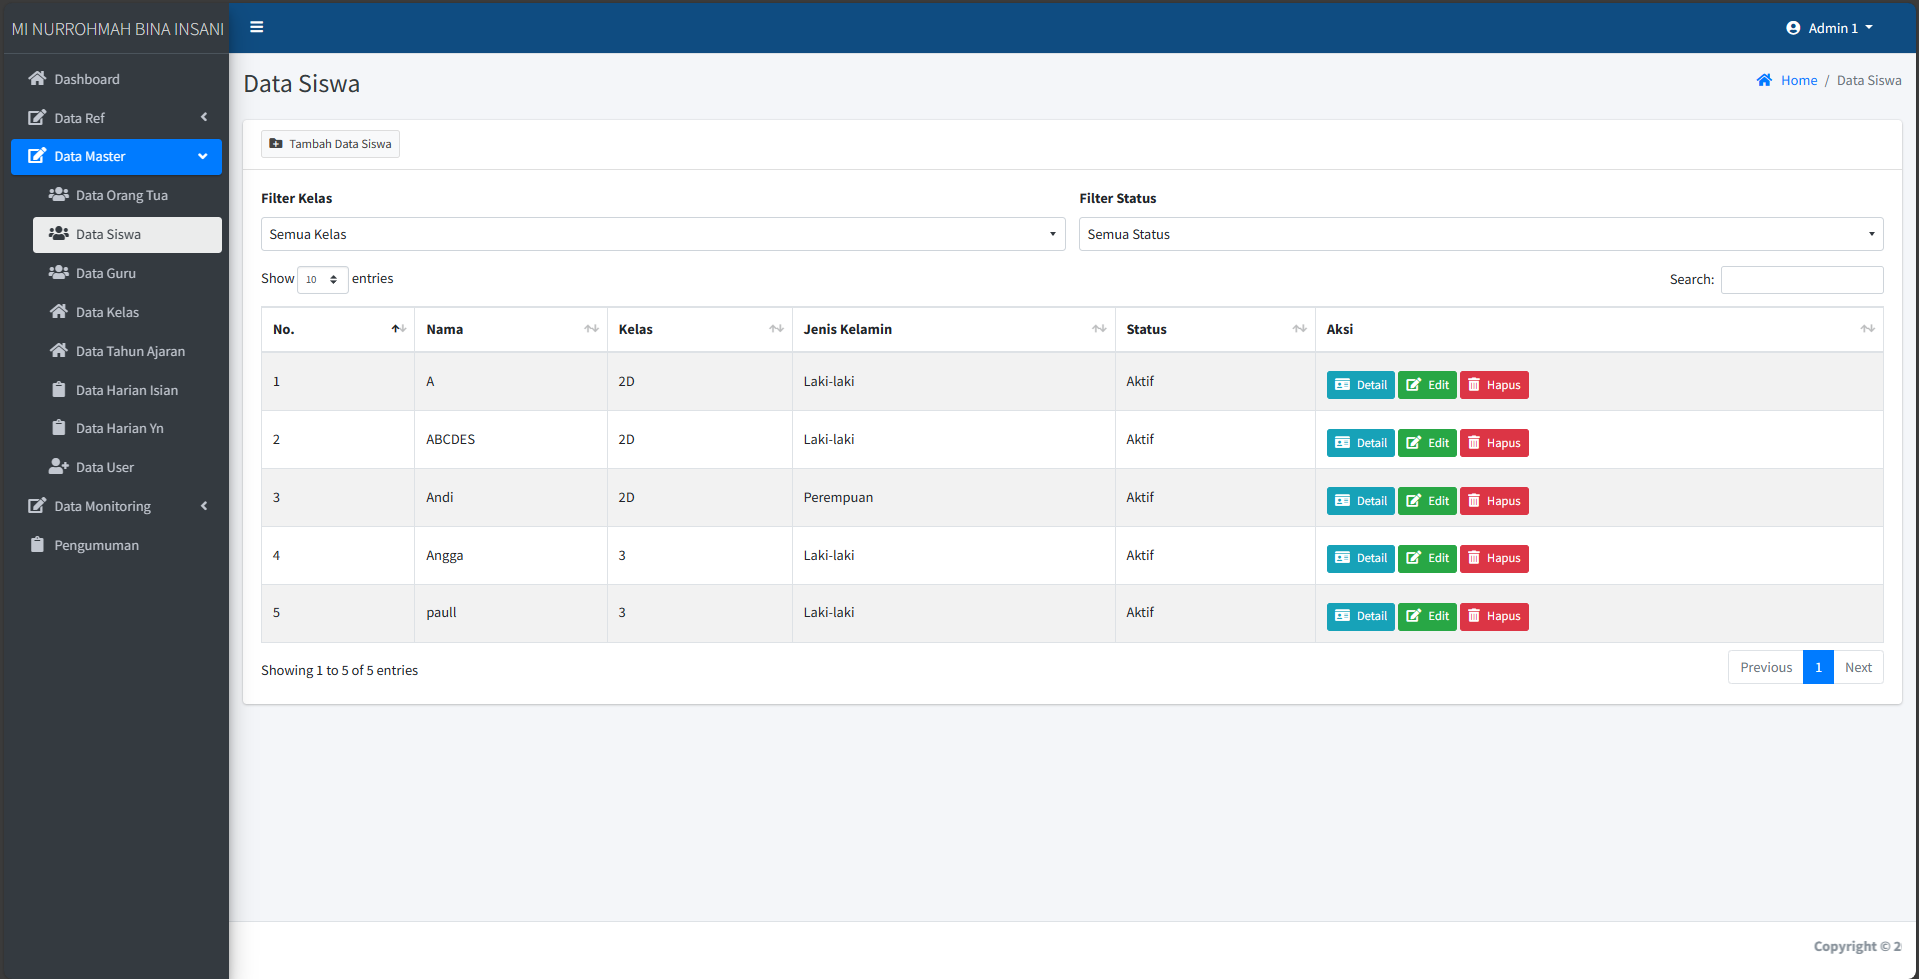 MI NURROHMAH BINA INSANI
Admin 1
Dashboard
Data Ref
Data Master
Data Orang Tua
Data Siswa
Data Guru
Data Kelas
Data Tahun Ajaran
Data Harian Isian
Data Harian Yn
Data User
Data Monitoring
Pengumuman
Data Siswa
Home / Data Siswa
Tambah Data Siswa
Filter Kelas Filter Status
Semua Kelas Semua Status
Show 10 entries Search:
No. Nama Kelas Jenis Kelamin Status Aksi
1 A 2D Laki-laki Aktif Detail Edit Hapus
2 ABCDES 2D Laki-laki Aktif Detail Edit Hapus
3 Andi 2D Perempuan Aktif Detail Edit Hapus
4 Angga 3 Laki-laki Aktif Detail Edit Hapus
5 paull 3 Laki-laki Aktif Detail Edit Hapus
Showing 1 to 5 of 5 entries Previous 1 Next
Copyright © 2